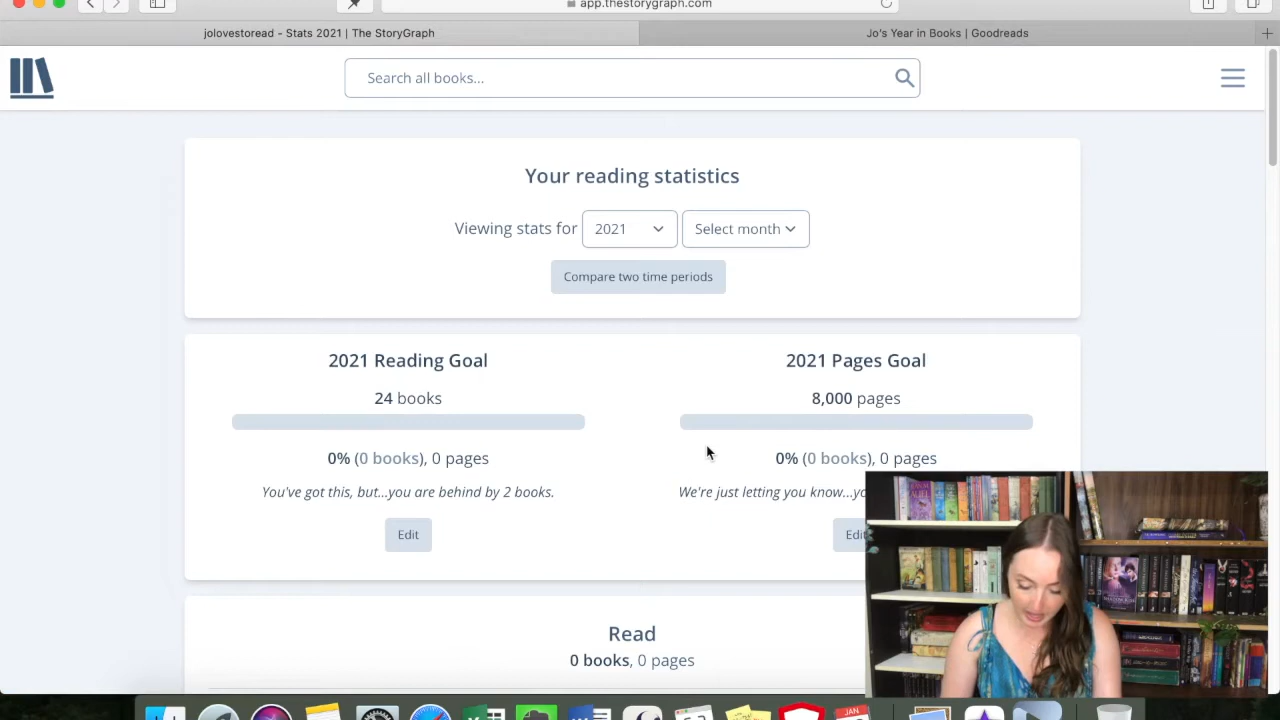 app.thestorygraph.com
jolovestoread - Stats 2021 | The StoryGraph
Jo's Year in Books | Goodreads
Search all books...
Your reading statistics
Viewing stats for 2021 Select month
Compare two time periods
2021 Reading Goal
24 books
0% (0 books), 0 pages
You've got this, but...you are behind by 2 books.
Edit
2021 Pages Goal
8,000 pages
0% (0 books), 0 pages
We're just letting you know...
Edit
Read
0 books, 0 pages
JAN